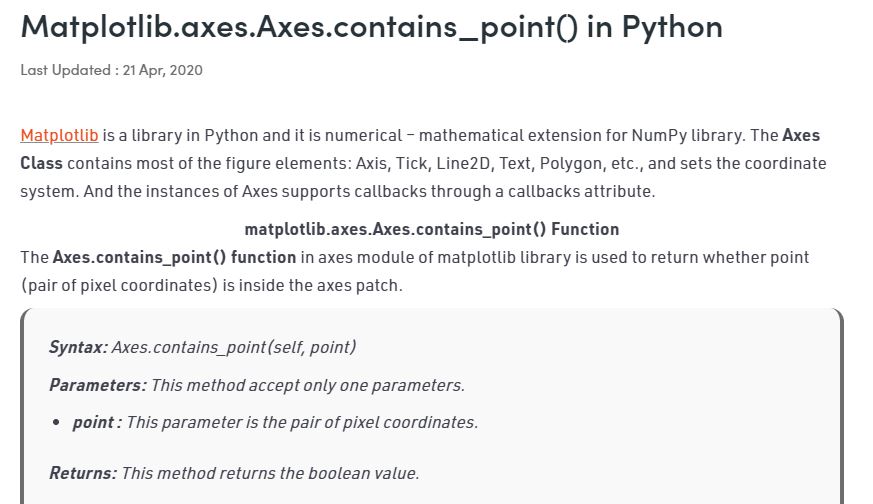 Matplotlib.axes.Axes.contains_point() in Python
Last Updated : 21 Apr, 2020
Matplotlib is a library in Python and it is numerical – mathematical extension for NumPy library. The Axes
Class contains most of the figure elements: Axis, Tick, Line2D, Text, Polygon, etc., and sets the coordinate
system. And the instances of Axes supports callbacks through a callbacks attribute.
matplotlib.axes.Axes.contains_point() Function
The Axes.contains_point() function in axes module of matplotlib library is used to return whether point
(pair of pixel coordinates) is inside the axes patch.
Syntax: Axes.contains_point(self, point)
Parameters: This method accept only one parameters.
• point : This parameter is the pair of pixel coordinates.
Returns: This method returns the boolean value.